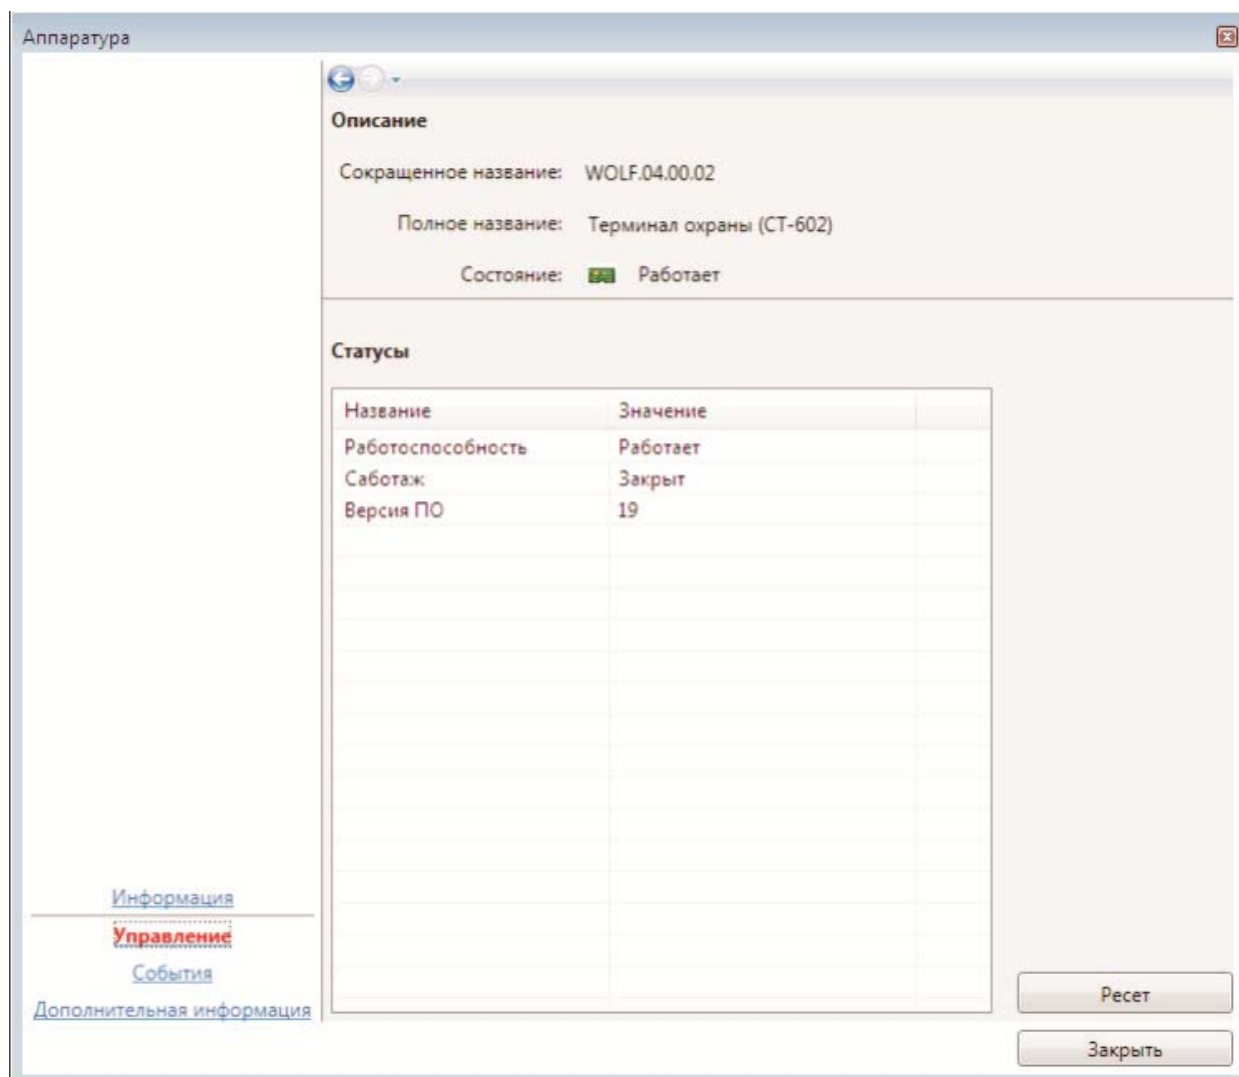 Аппаратура
Описание
Сокращенное название: WOLF.04.00.02
Полное название: Терминал охраны (СТ-602)
Состояние: Работает
Статусы
Название Значение
Работоспособность Работает
Саботаж Закрыт
Версия ПО 19
Информация
Управление
События
Дополнительная информация
Ресет
Закрыть